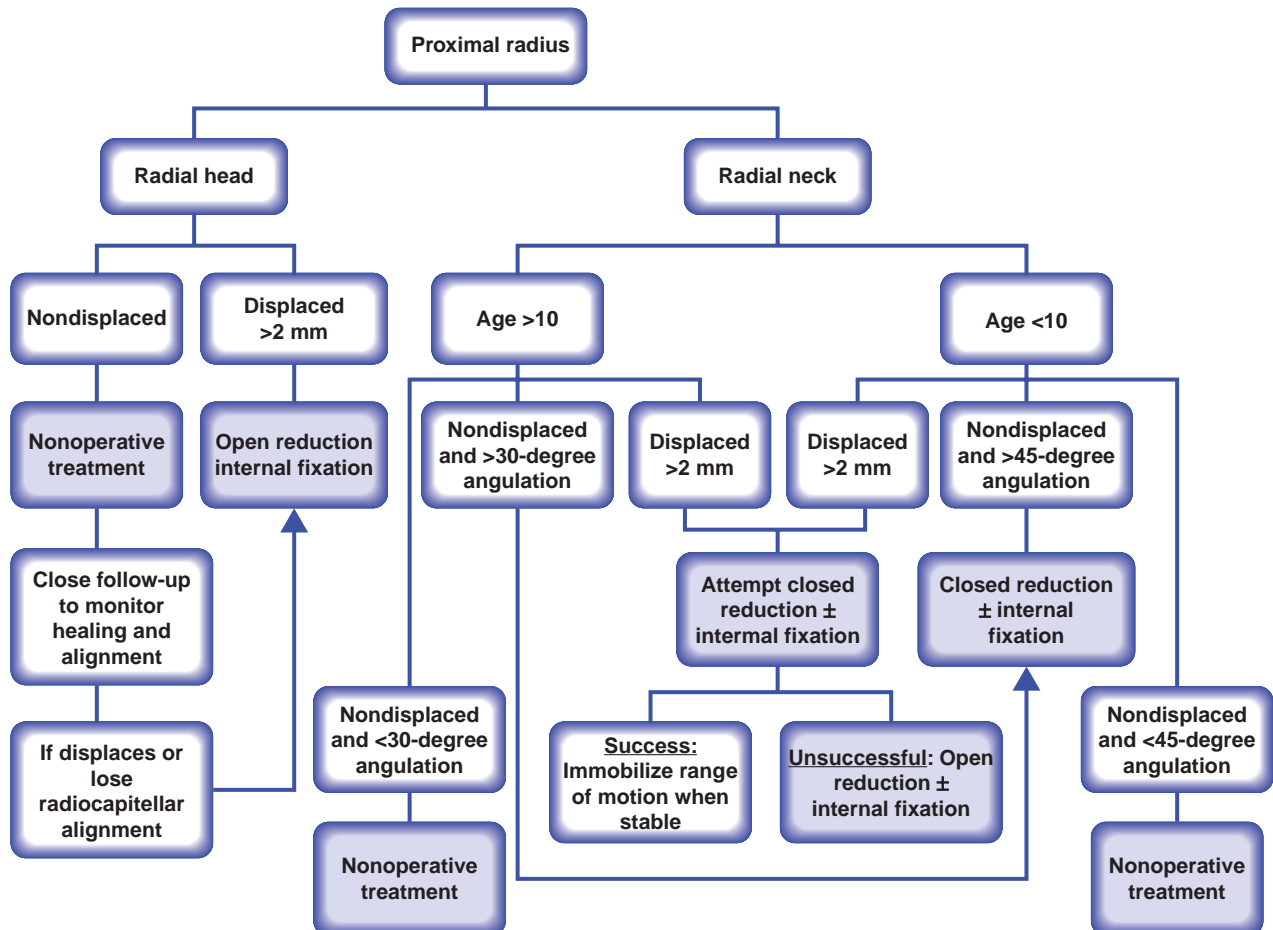 Proximal radius
Radial head
Radial neck
Nondisplaced
Displaced
>2 mm
Age >10
Age <10
Nonoperative
treatment
Open reduction
internal fixation
Nondisplaced
and >30-degree
angulation
Displaced
>2 mm
Displaced
>2 mm
Nondisplaced
and >45-degree
angulation
Close follow-up
to monitor
healing and
alignment
Attempt closed
reduction ±
intermal fixation
Closed reduction
± internal
fixation
If displaces or
lose
radiocapitellar
alignment
Nondisplaced
and <30-degree
angulation
Success:
Immobilize range
of motion when
stable
Unsuccessful: Open
reduction ±
internal fixation
Nondisplaced
and <45-degree
angulation
Nonoperative
treatment
Nonoperative
treatment